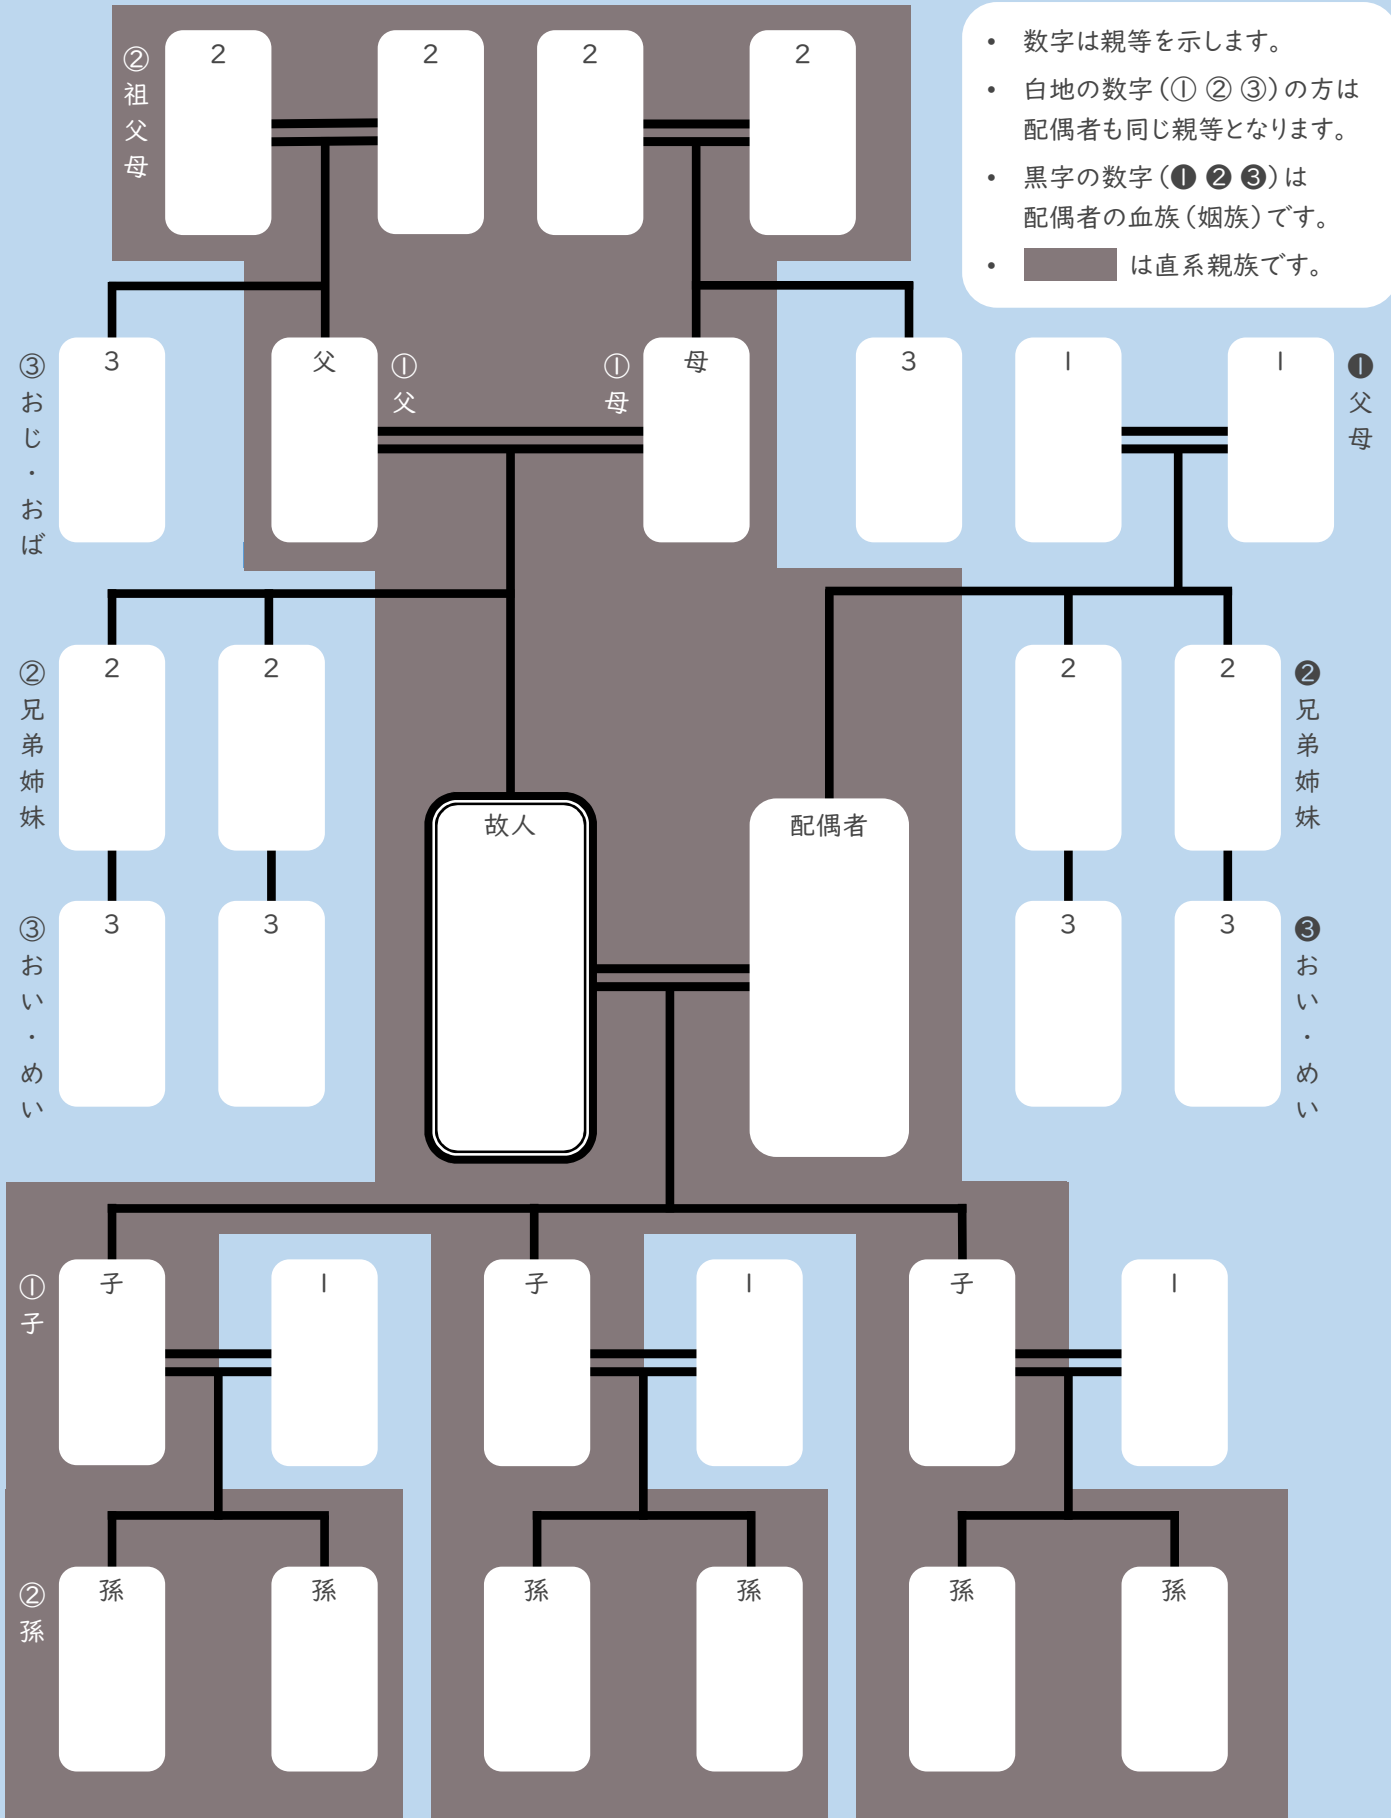 ②祖父母
2
2
2
2
・ 数字は親等を示します。
・ 白地の数字(① ② ③)の方は
配偶者も同じ親等となります。
・ 黒字の数字(❶ ❷ ❸)は
配偶者の血族(姻族)です。
・ は直系親族です。
③おじ・おば
3
父
①父
①母
母
3
1
1
❶父母
②兄弟姉妹
2
2
2
2
❷兄弟姉妹
故人
配偶者
③おい・めい
3
3
3
3
❸おい・めい
①子
子
1
子
1
子
1
②孫
孫
孫
孫
孫
孫
孫